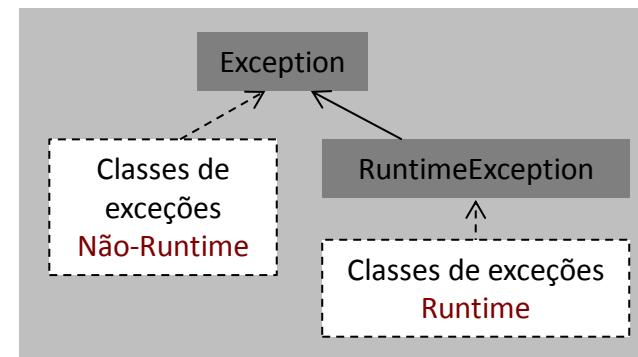 Exception
Classes de
exceções
Não-Runtime
RuntimeException
Classes de exceções
Runtime